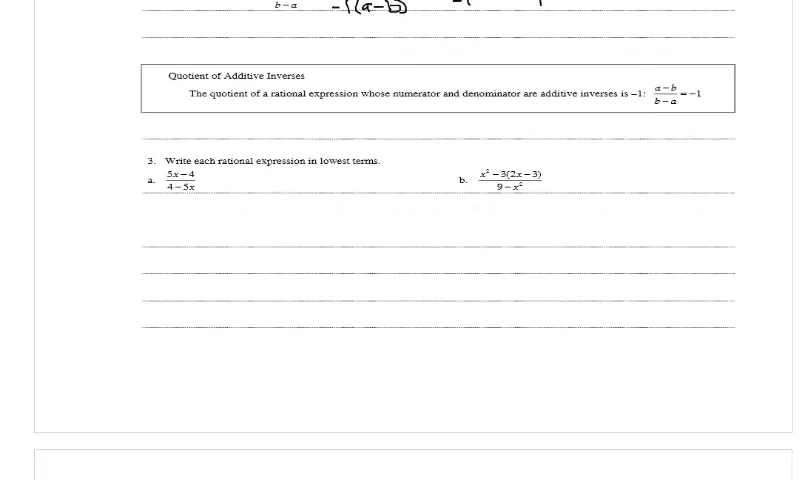 b − a −1(a−b)
Quotient of Additive Inverses
The quotient of a rational expression whose numerator and denominator are additive inverses is −1: (a − b)/(b − a) = −1
3. Write each rational expression in lowest terms.
a. (5x − 4)/(4 − 5x) b. (x² − 3(2x − 3))/(9 − x²)